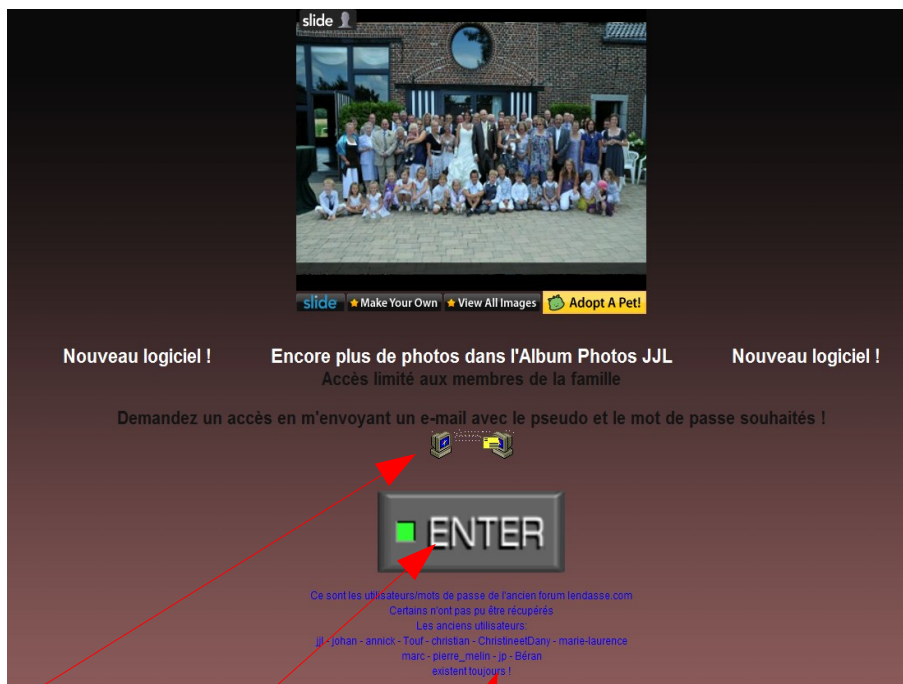 slide
slide Make Your Own View All Images Adopt A Pet!
Nouveau logiciel ! Encore plus de photos dans l'Album Photos JJL Nouveau logiciel !
Accès limité aux membres de la famille
Demandez un accès en m'envoyant un e-mail avec le pseudo et le mot de passe souhaités !
ENTER
Ce sont les utilisateurs/mots de passe de l'ancien forum lendasse.com
Certains n'ont pas pu être récupérés
Les anciens utilisateurs:
jjl - johan - annick - Touf - christian - ChristineetDany - marie-laurence
marc - pierre_melin - jp - Béran
existent toujours !